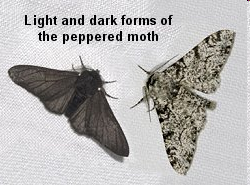 Light and dark forms of
the peppered moth